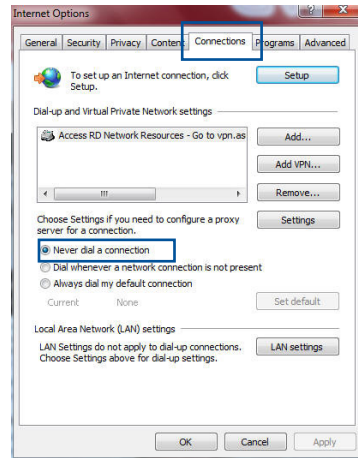 Internet Options
General Security Privacy Content Connections Programs Advanced
To set up an Internet connection, click
Setup.
Setup
Dial-up and Virtual Private Network settings
Access RD Network Resources - Go to vpn.as
Add...
Add VPN...
Remove...
Choose Settings if you need to configure a proxy
server for a connection.
Settings
Never dial a connection
Dial whenever a network connection is not present
Always dial my default connection
Current None
Set default
Local Area Network (LAN) settings
LAN Settings do not apply to dial-up connections.
Choose Settings above for dial-up settings.
LAN settings
OK Cancel Apply